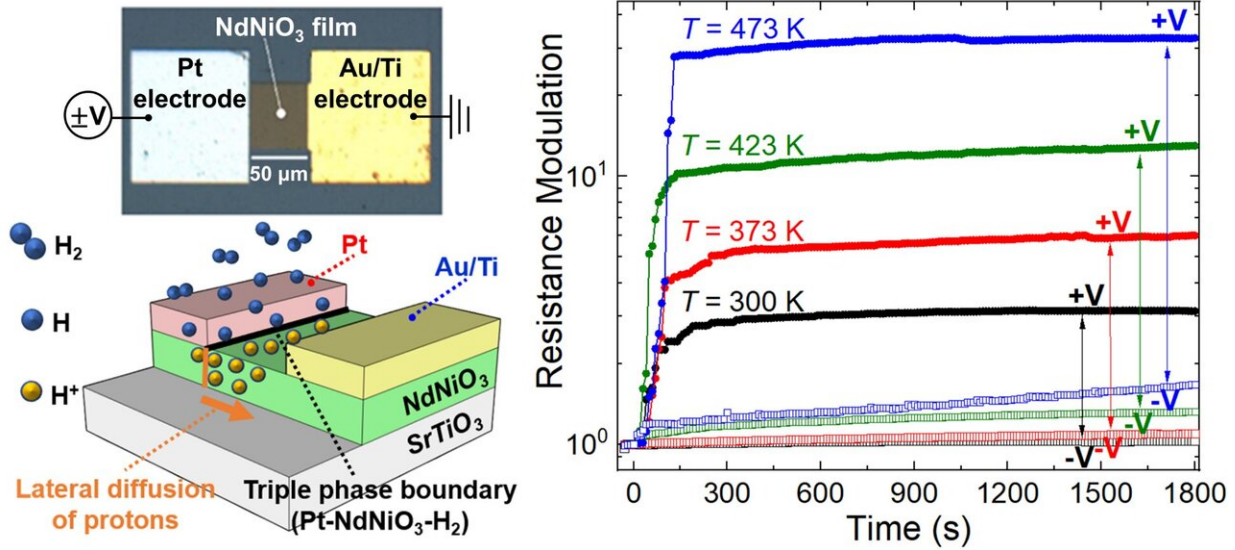 NdNiO₃ film
Pt
electrode
Au/Ti
electrode
±V
50 µm
H₂
H
H⁺
Pt
Au/Ti
NdNiO₃
SrTiO₃
Lateral diffusion
of protons
Triple phase boundary
(Pt-NdNiO₃-H₂)
Resistance Modulation
10¹
10⁰
T = 473 K
+V
T = 423 K
+V
T = 373 K
+V
T = 300 K
+V
-V
-V
-V
-V
0 300 600 900 1200 1500 1800
Time (s)